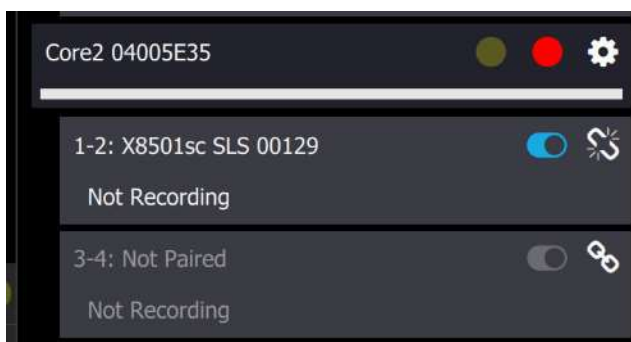 Core2 04005E35
1-2: X8501sc SLS 00129
Not Recording
3-4: Not Paired
Not Recording